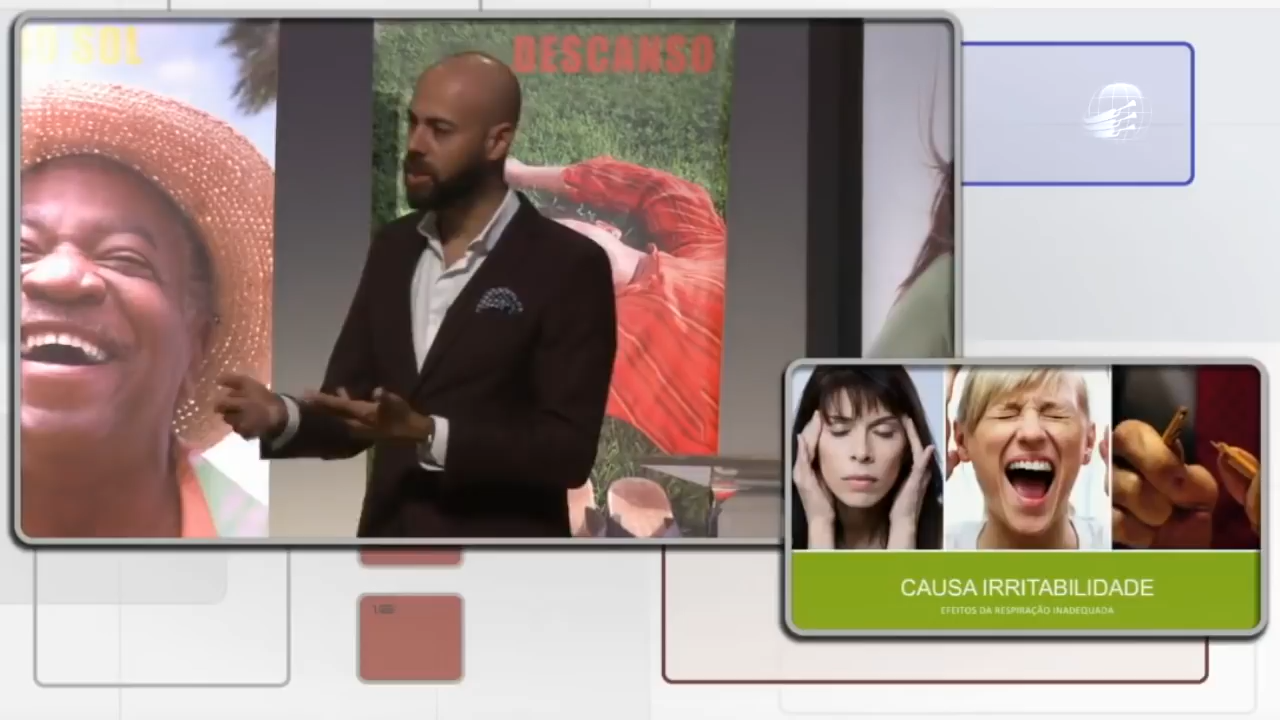 SOL
DESCANSO
CAUSA IRRITABILIDADE
EFEITOS DA RESPIRAÇÃO INADEQUADA